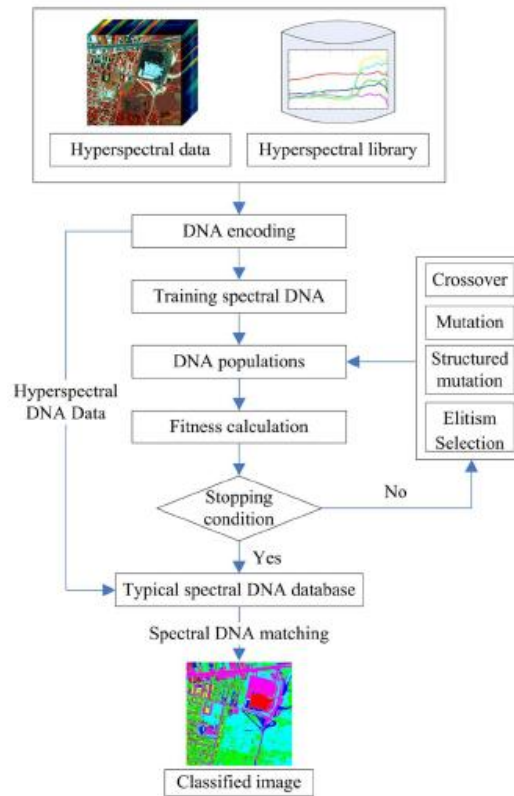 Hyperspectral data
Hyperspectral library
DNA encoding
Training spectral DNA
DNA populations
Fitness calculation
Stopping
condition
Crossover
Mutation
Structured
mutation
Elitism
Selection
No
Yes
Hyperspectral
DNA Data
Typical spectral DNA database
Spectral DNA matching
Classified image